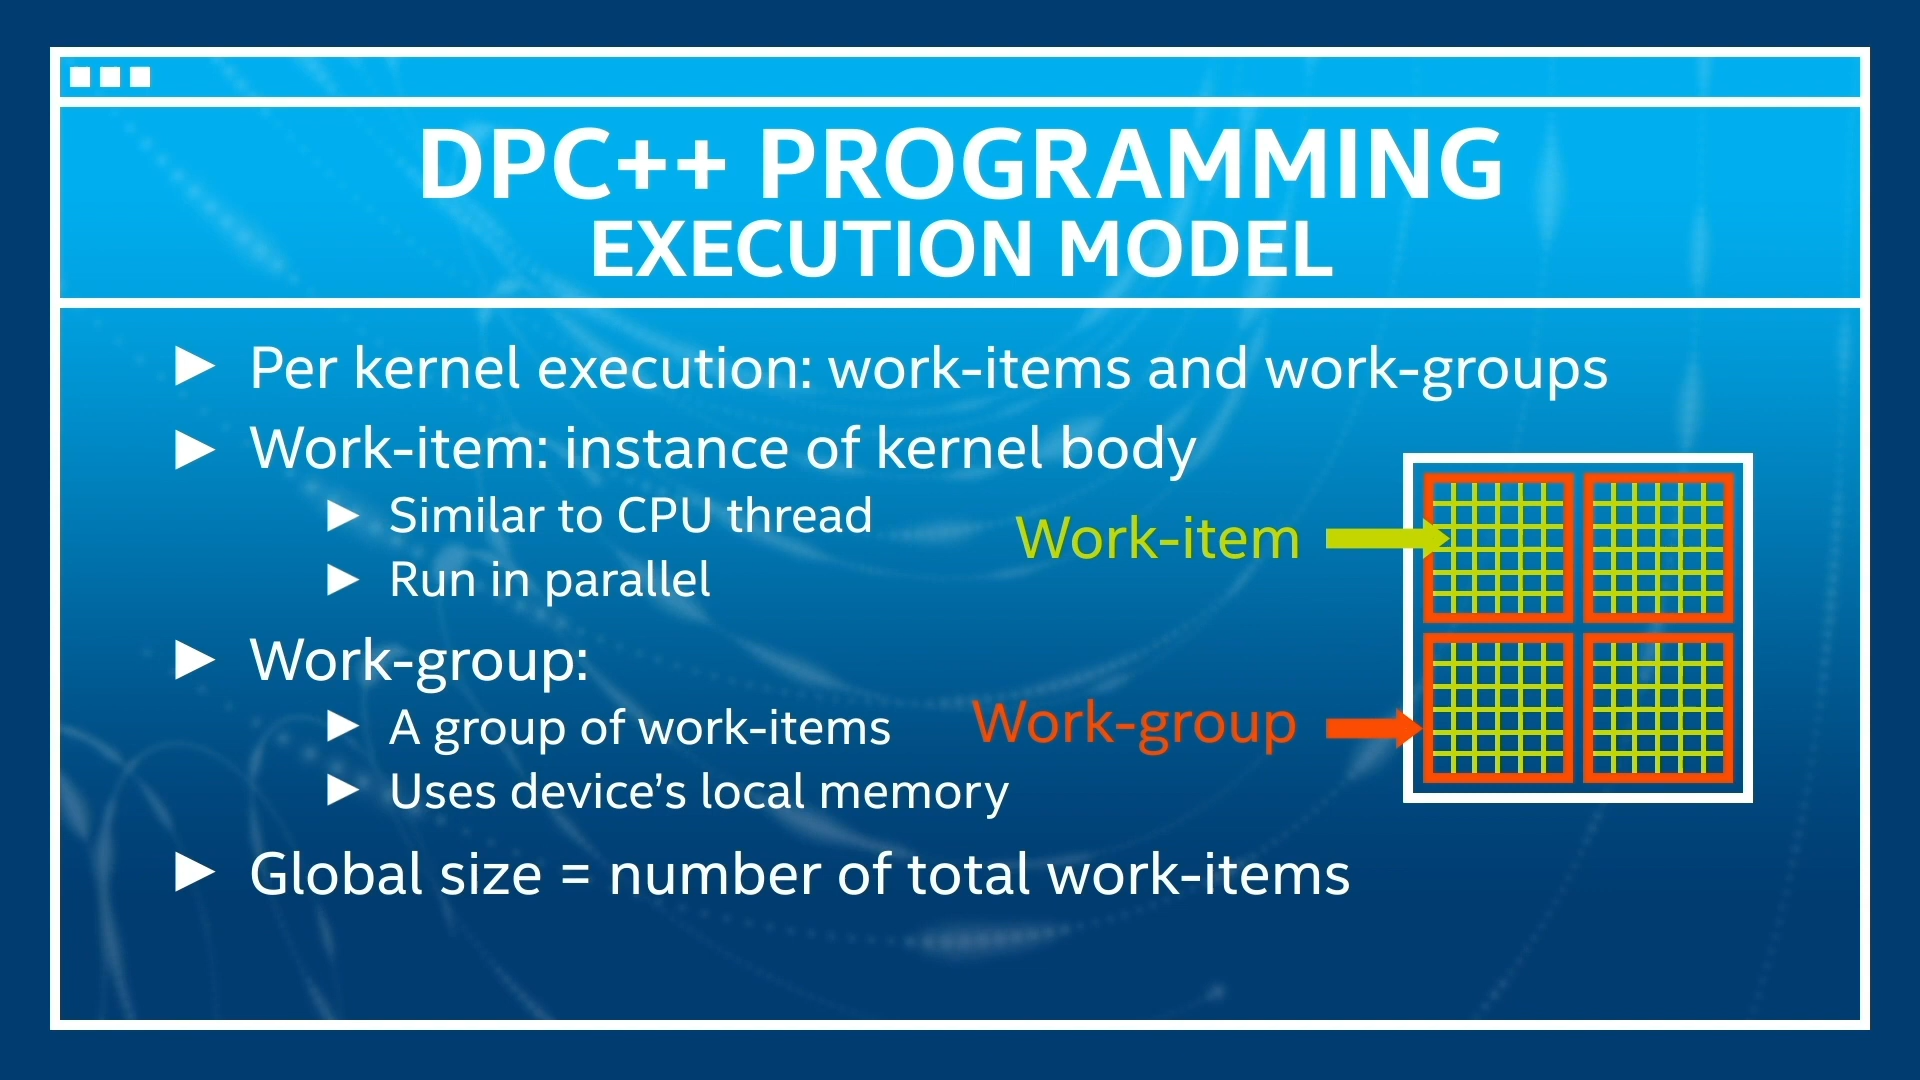 DPC++ PROGRAMMING
EXECUTION MODEL
Per kernel execution: work-items and work-groups
Work-item: instance of kernel body
Similar to CPU thread
Run in parallel
Work-item
Work-group:
A group of work-items
Uses device's local memory
Work-group
Global size = number of total work-items